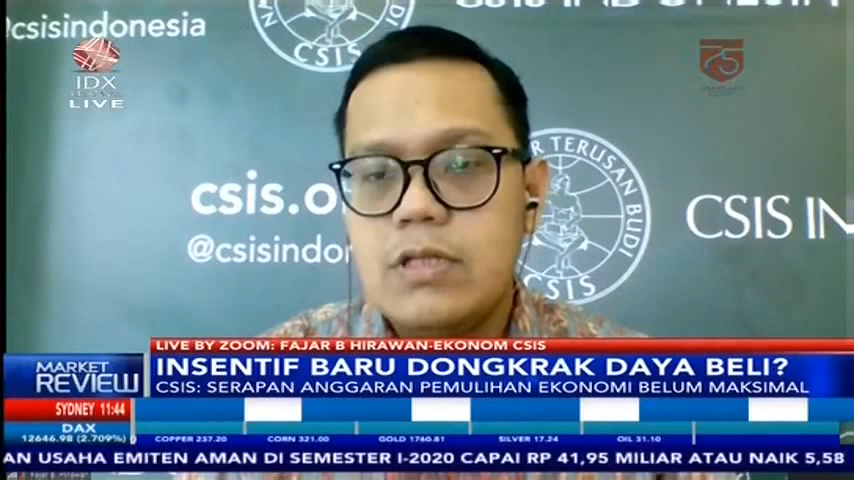 @csisindonesia
CSIS
IDX
LIVE
75
csis.o
@csisindon
TERUSAN BUDI
CSIS
CSIS IN
LIVE BY ZOOM: FAJAR B HIRAWAN-EKONOM CSIS
MARKET REVIEW
INSENTIF BARU DONGKRAK DAYA BELI?
CSIS: SERAPAN ANGGARAN PEMULIHAN EKONOMI BELUM MAKSIMAL
SYDNEY 11:44
DAX
12646.98 (2.709%)
COPPER 237.20 CORN 321.00 GOLD 1760.81 SILVER 17.24 OIL 31.10
AN USAHA EMITEN AMAN DI SEMESTER I-2020 CAPAI RP 41,95 MILIAR ATAU NAIK 5,58